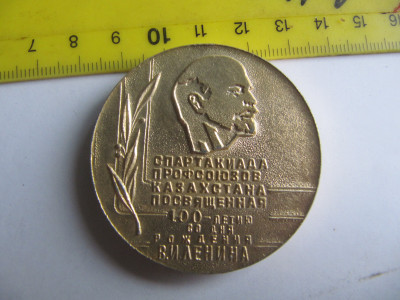 7 8 9 10 11 12 13 14 15 16
СПАРТАКИАДА
ПРОФСОЮЗОВ
КАЗАХСТАНА
ПОСВЯЩЕННАЯ
100-ЛЕТИЮ
СО ДНЯ
РОЖДЕНИЯ
В.И ЛЕНИНА